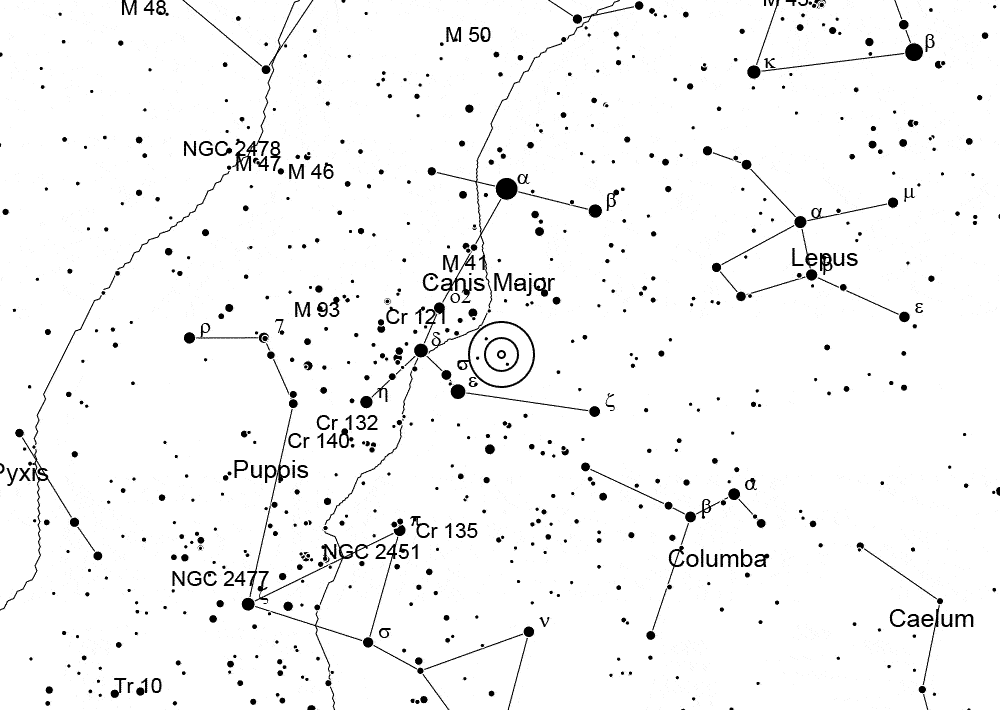 M 48
M 50
κ
β
NGC 2478
M 47
M 46
α
β
α
μ
M 41
Lepus
β
Canis Major
ο2
M 93
Cr 121
ε
ρ
7
δ
σ
ε
η
ζ
Cr 132
Cr 140
Pyxis
Puppis
α
β
π
Cr 135
NGC 2451
Columba
NGC 2477
ζ
Caelum
σ
ν
Tr 10